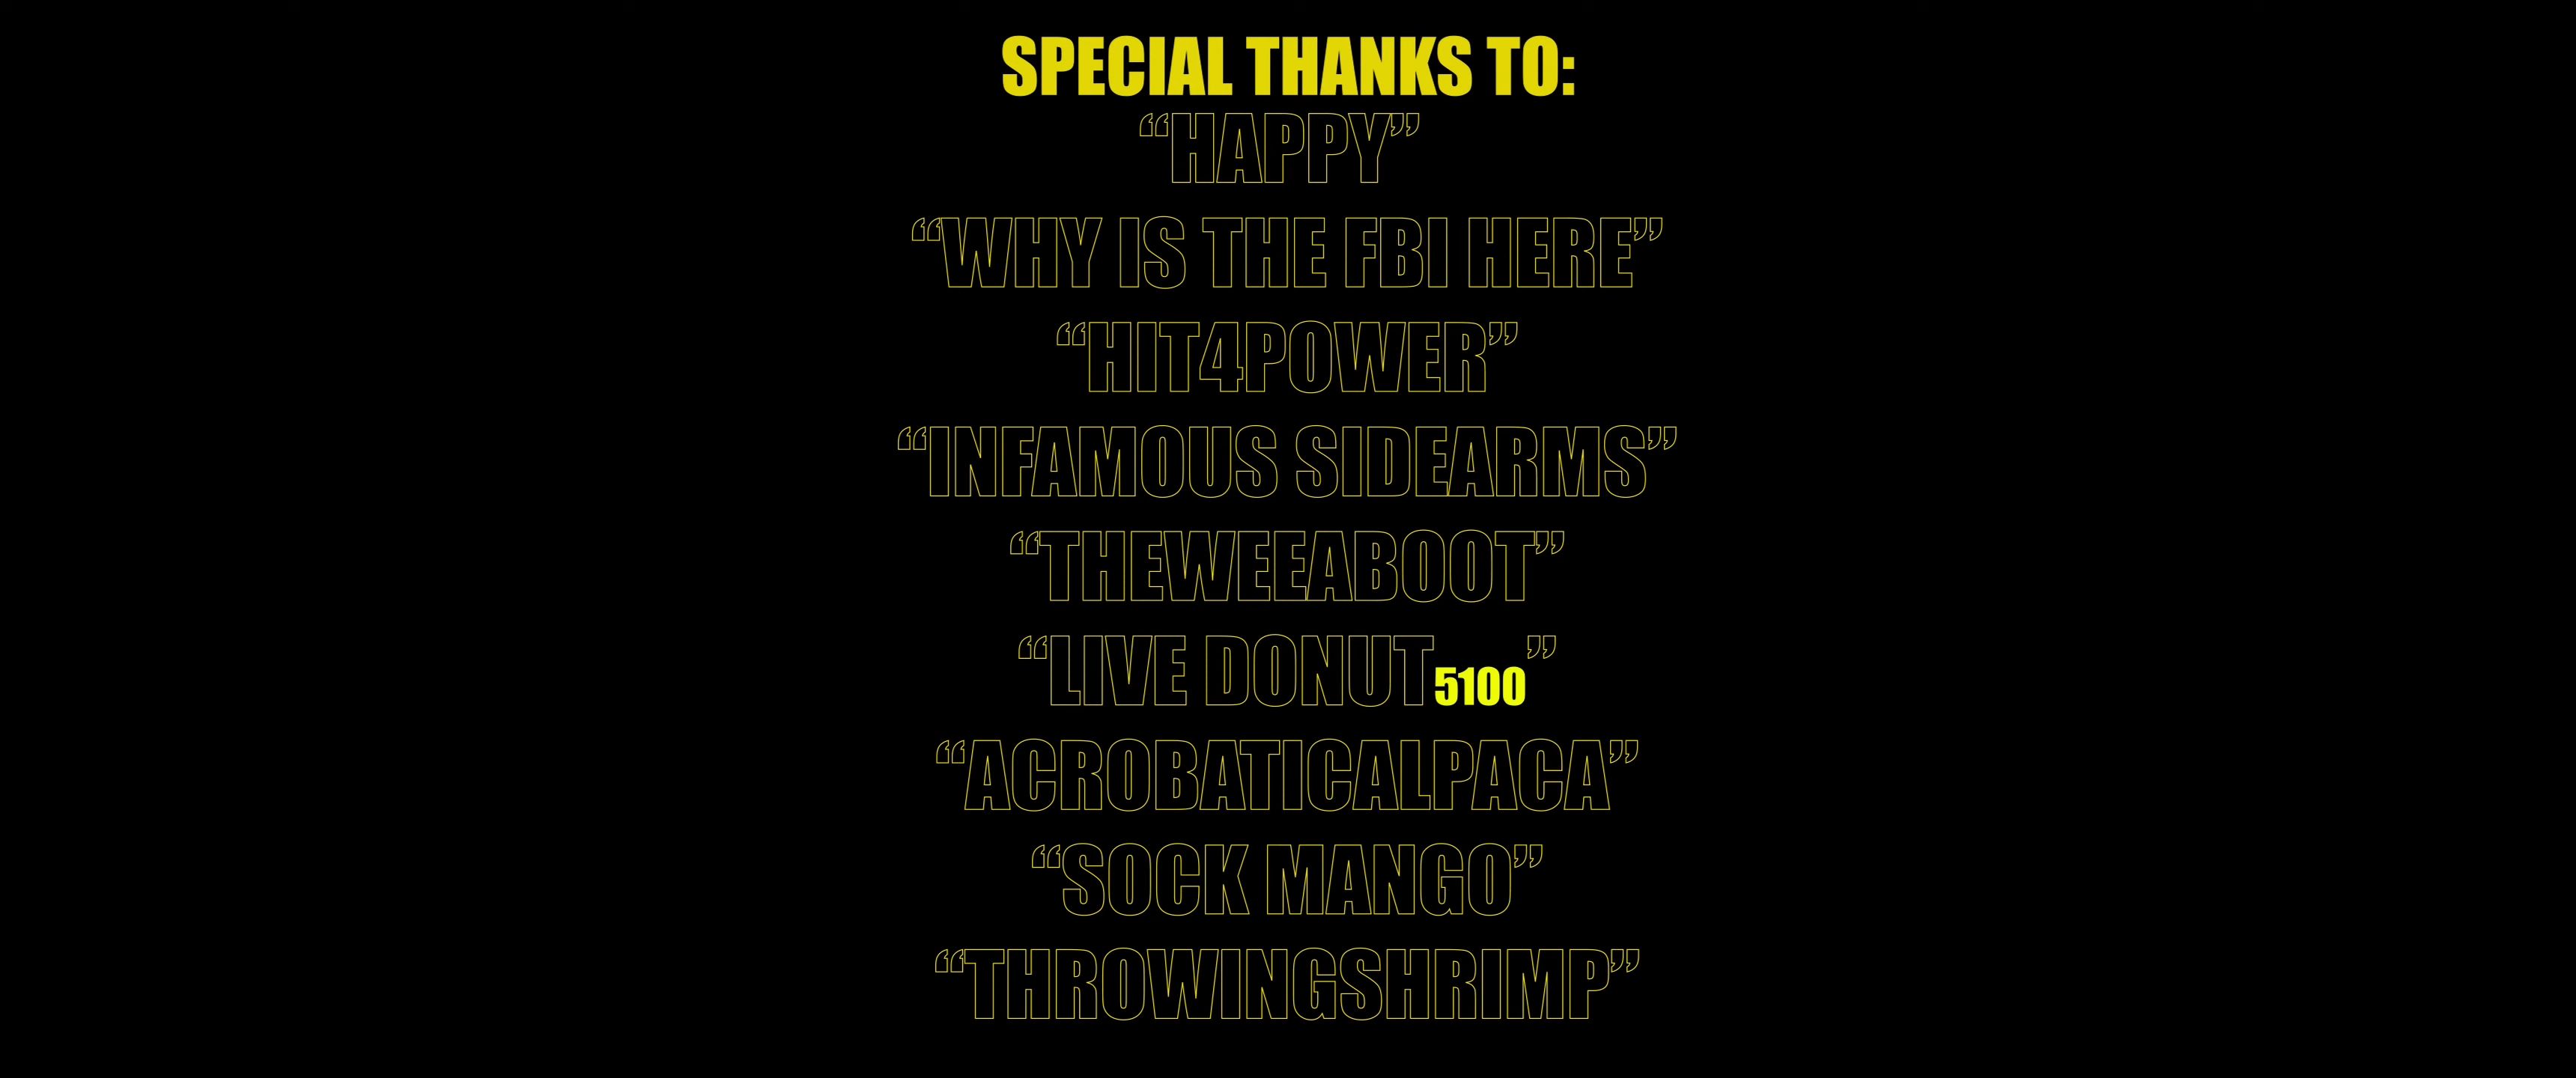 SPECIAL THANKS TO:
“HAPPY”
“WHY IS THE FBI HERE”
“HIT4POWER”
“INFAMOUS SIDEARMS”
“THEWEEABOOT”
“LIVE DONUT5100”
“ACROBATICALPACA”
“SOCK MANGO”
“THROWINGSHRIMP”